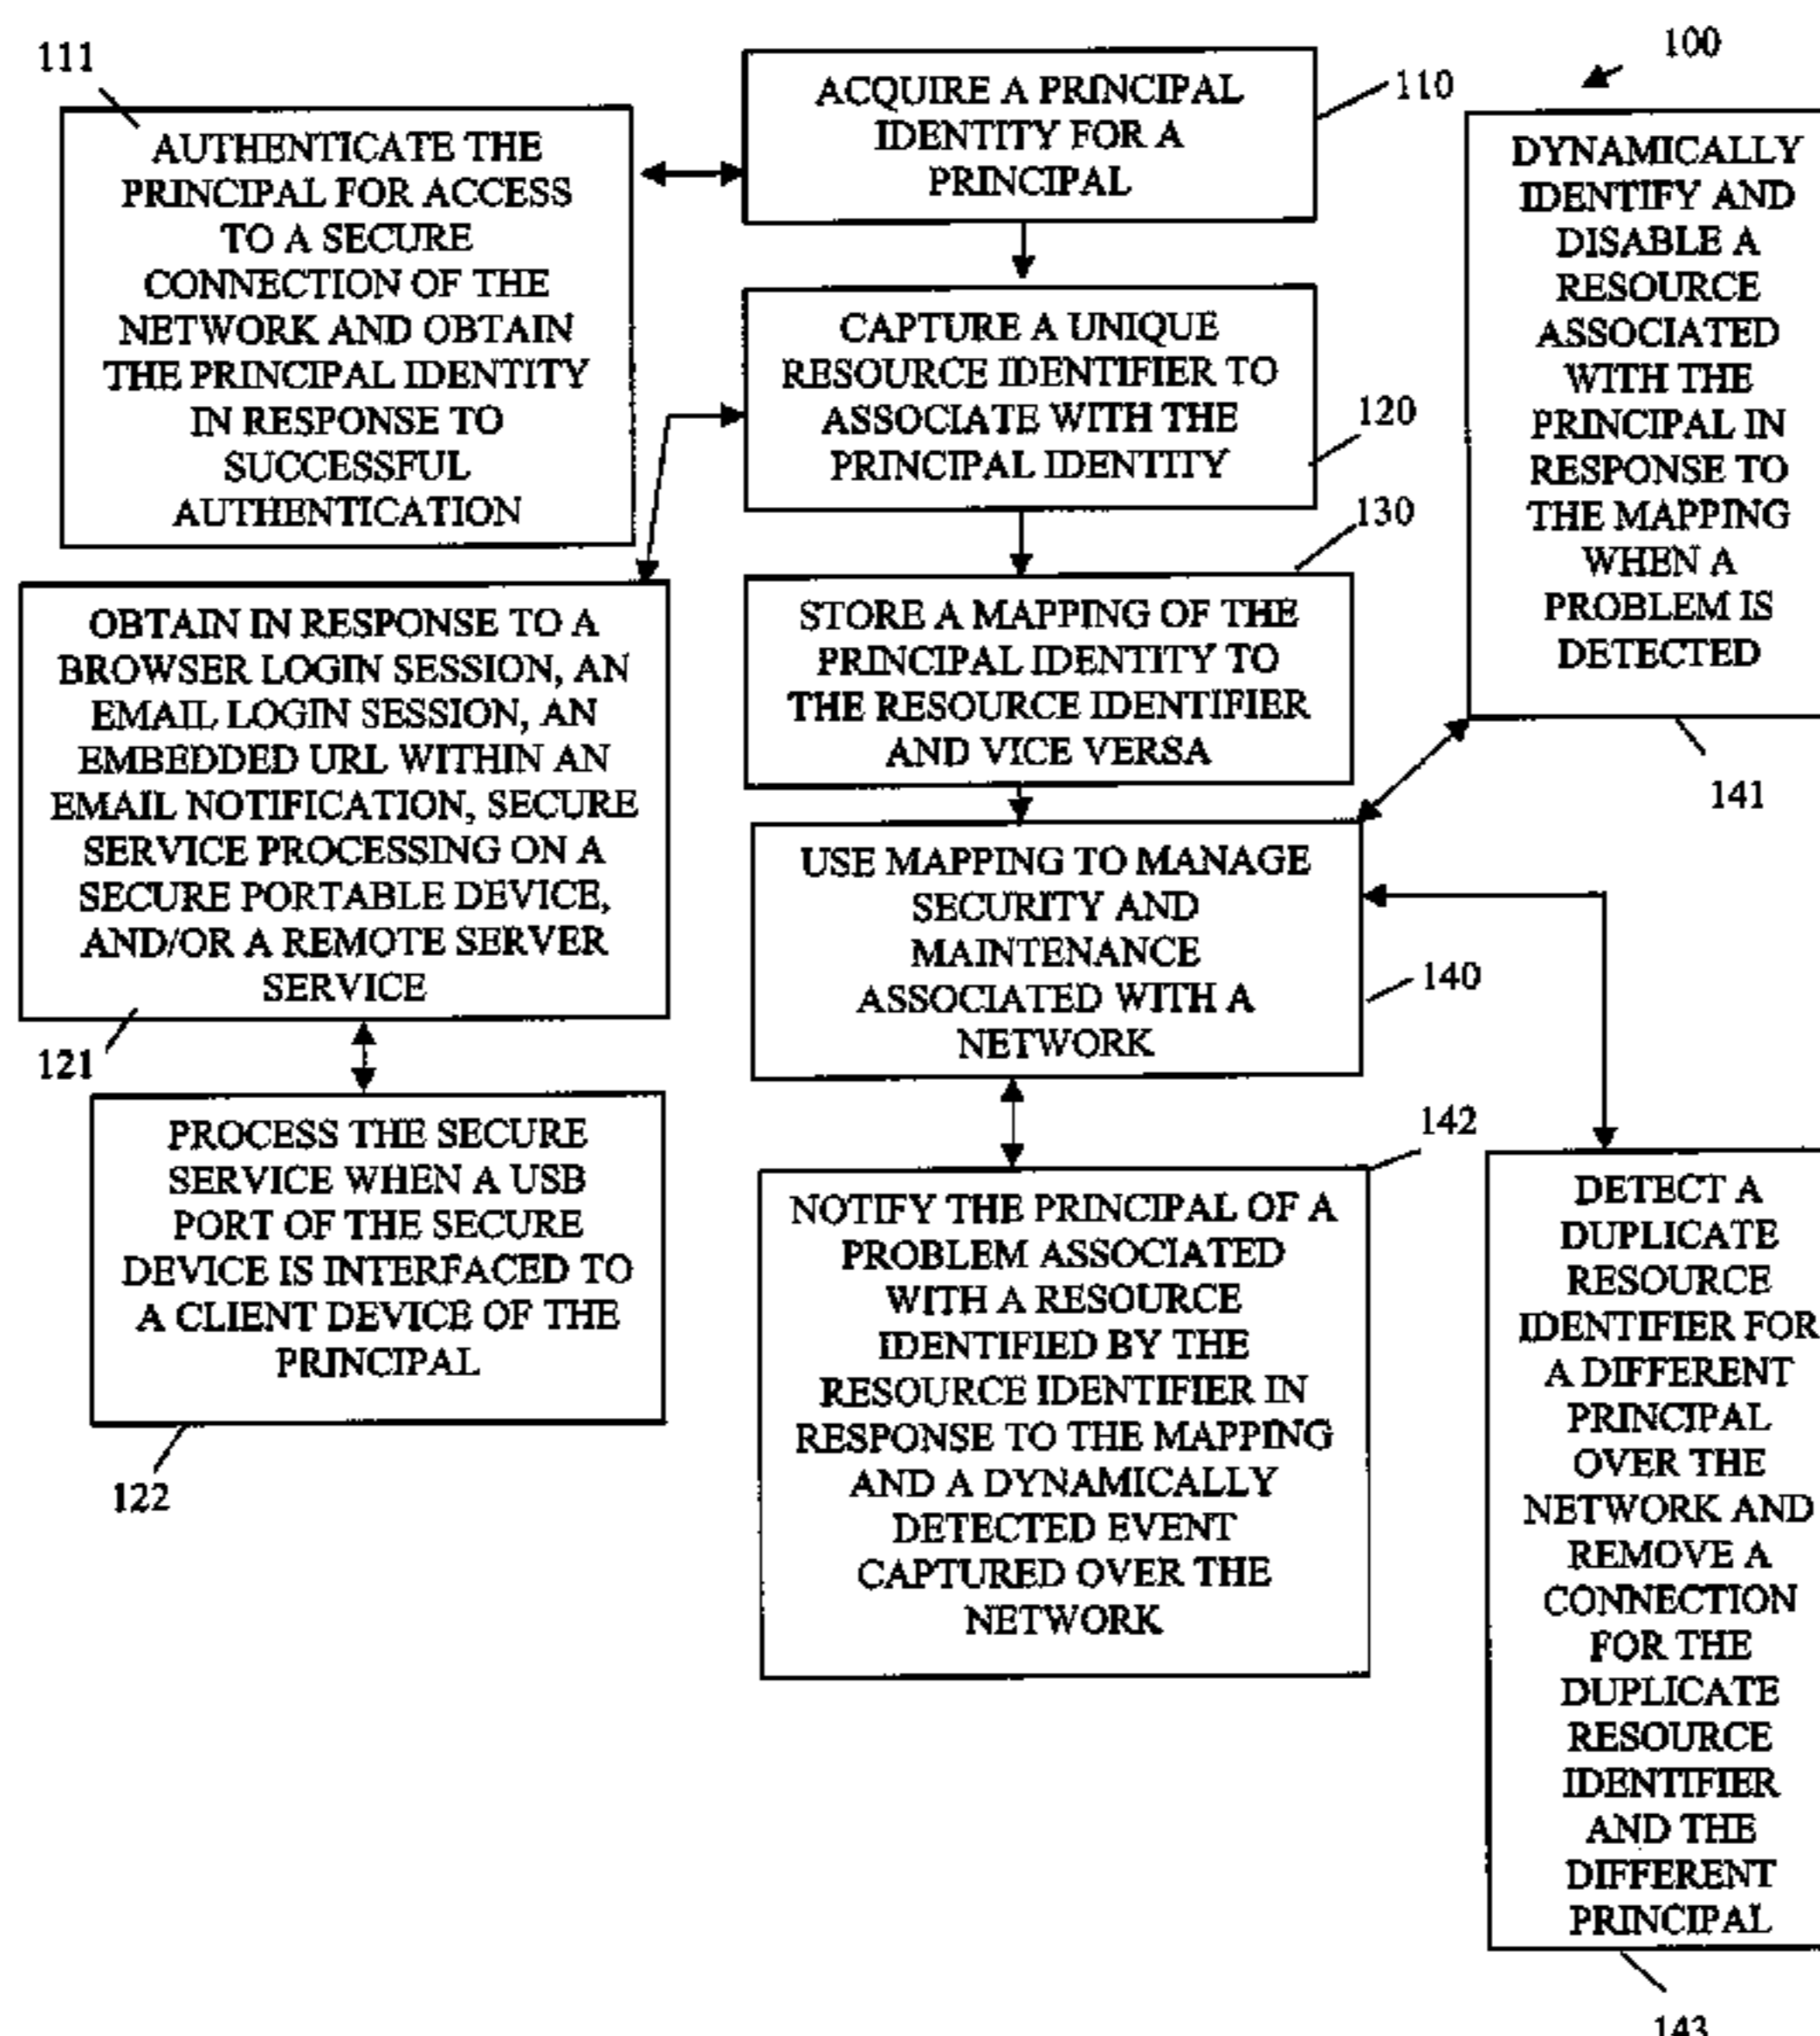 100
111
AUTHENTICATE THE
PRINCIPAL FOR ACCESS
TO A SECURE
CONNECTION OF THE
NETWORK AND OBTAIN
THE PRINCIPAL IDENTITY
IN RESPONSE TO
SUCCESSFUL
AUTHENTICATION
ACQUIRE A PRINCIPAL
IDENTITY FOR A
PRINCIPAL
110
CAPTURE A UNIQUE
RESOURCE IDENTIFIER TO
ASSOCIATE WITH THE
PRINCIPAL IDENTITY
120
OBTAIN IN RESPONSE TO A
BROWSER LOGIN SESSION, AN
EMAIL LOGIN SESSION, AN
EMBEDDED URL WITHIN AN
EMAIL NOTIFICATION, SECURE
SERVICE PROCESSING ON A
SECURE PORTABLE DEVICE,
AND/OR A REMOTE SERVER
SERVICE
121
PROCESS THE SECURE
SERVICE WHEN A USB
PORT OF THE SECURE
DEVICE IS INTERFACED TO
A CLIENT DEVICE OF THE
PRINCIPAL
122
130
STORE A MAPPING OF THE
PRINCIPAL IDENTITY TO
THE RESOURCE IDENTIFIER
AND VICE VERSA
USE MAPPING TO MANAGE
SECURITY AND
MAINTENANCE
ASSOCIATED WITH A
NETWORK
140
DYNAMICALLY
IDENTIFY AND
DISABLE A
RESOURCE
ASSOCIATED
WITH THE
PRINCIPAL IN
RESPONSE TO
THE MAPPING
WHEN A
PROBLEM IS
DETECTED
141
142
NOTIFY THE PRINCIPAL OF A
PROBLEM ASSOCIATED
WITH A RESOURCE
IDENTIFIED BY THE
RESOURCE IDENTIFIER IN
RESPONSE TO THE MAPPING
AND A DYNAMICALLY
DETECTED EVENT
CAPTURED OVER THE
NETWORK
DETECT A
DUPLICATE
RESOURCE
IDENTIFIER FOR
A DIFFERENT
PRINCIPAL
OVER THE
NETWORK AND
REMOVE A
CONNECTION
FOR THE
DUPLICATE
RESOURCE
IDENTIFIER
AND THE
DIFFERENT
PRINCIPAL
143